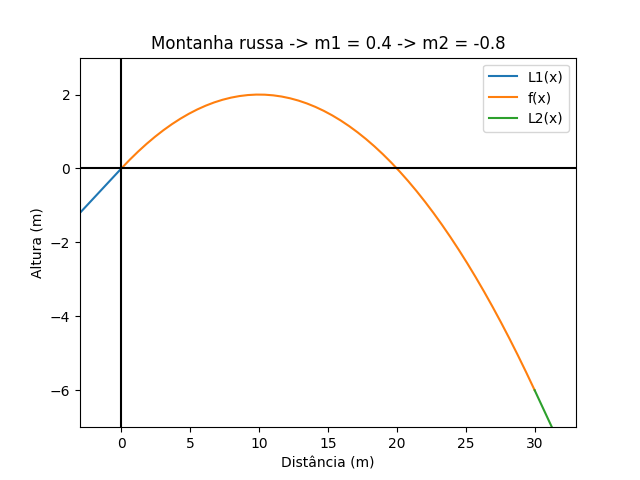 Montanha russa -> m1 = 0.4 -> m2 = -0.8
L1(x)
f(x)
L2(x)
2
0
−2
−4
−6
Altura (m)
0 5 10 15 20 25 30
Distância (m)